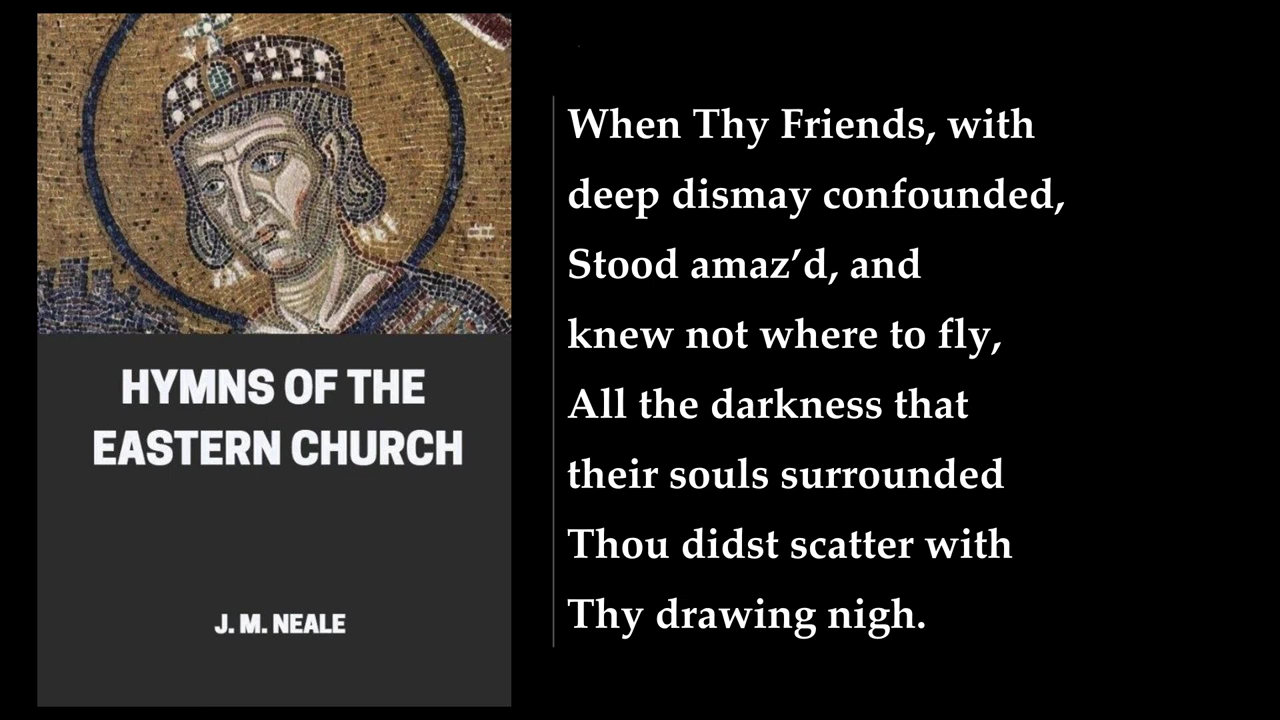 HYMNS OF THE
EASTERN CHURCH
J. M. NEALE
When Thy Friends, with
deep dismay confounded,
Stood amaz’d, and
knew not where to fly,
All the darkness that
their souls surrounded
Thou didst scatter with
Thy drawing nigh.